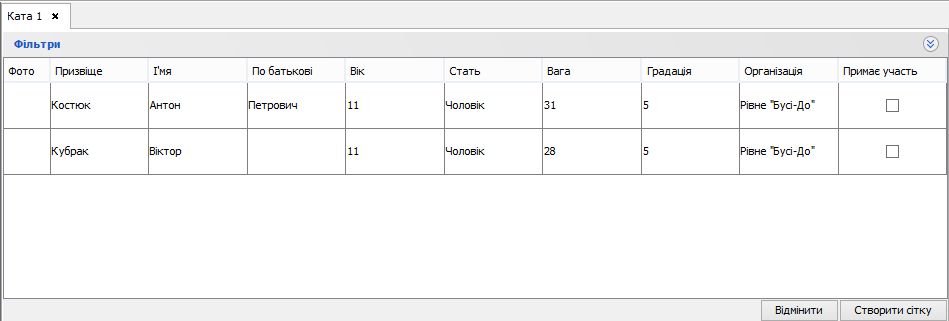 Ката 1
Фільтри
Фото Призвіще І'мя По батькові Вік Стать Вага Градація Організація Примає участь
Костюк Антон Петрович 11 Чоловік 31 5 Рівне "Бусі-До"
Кубрак Віктор 11 Чоловік 28 5 Рівне "Бусі-До"
Відмінити Створити сітку